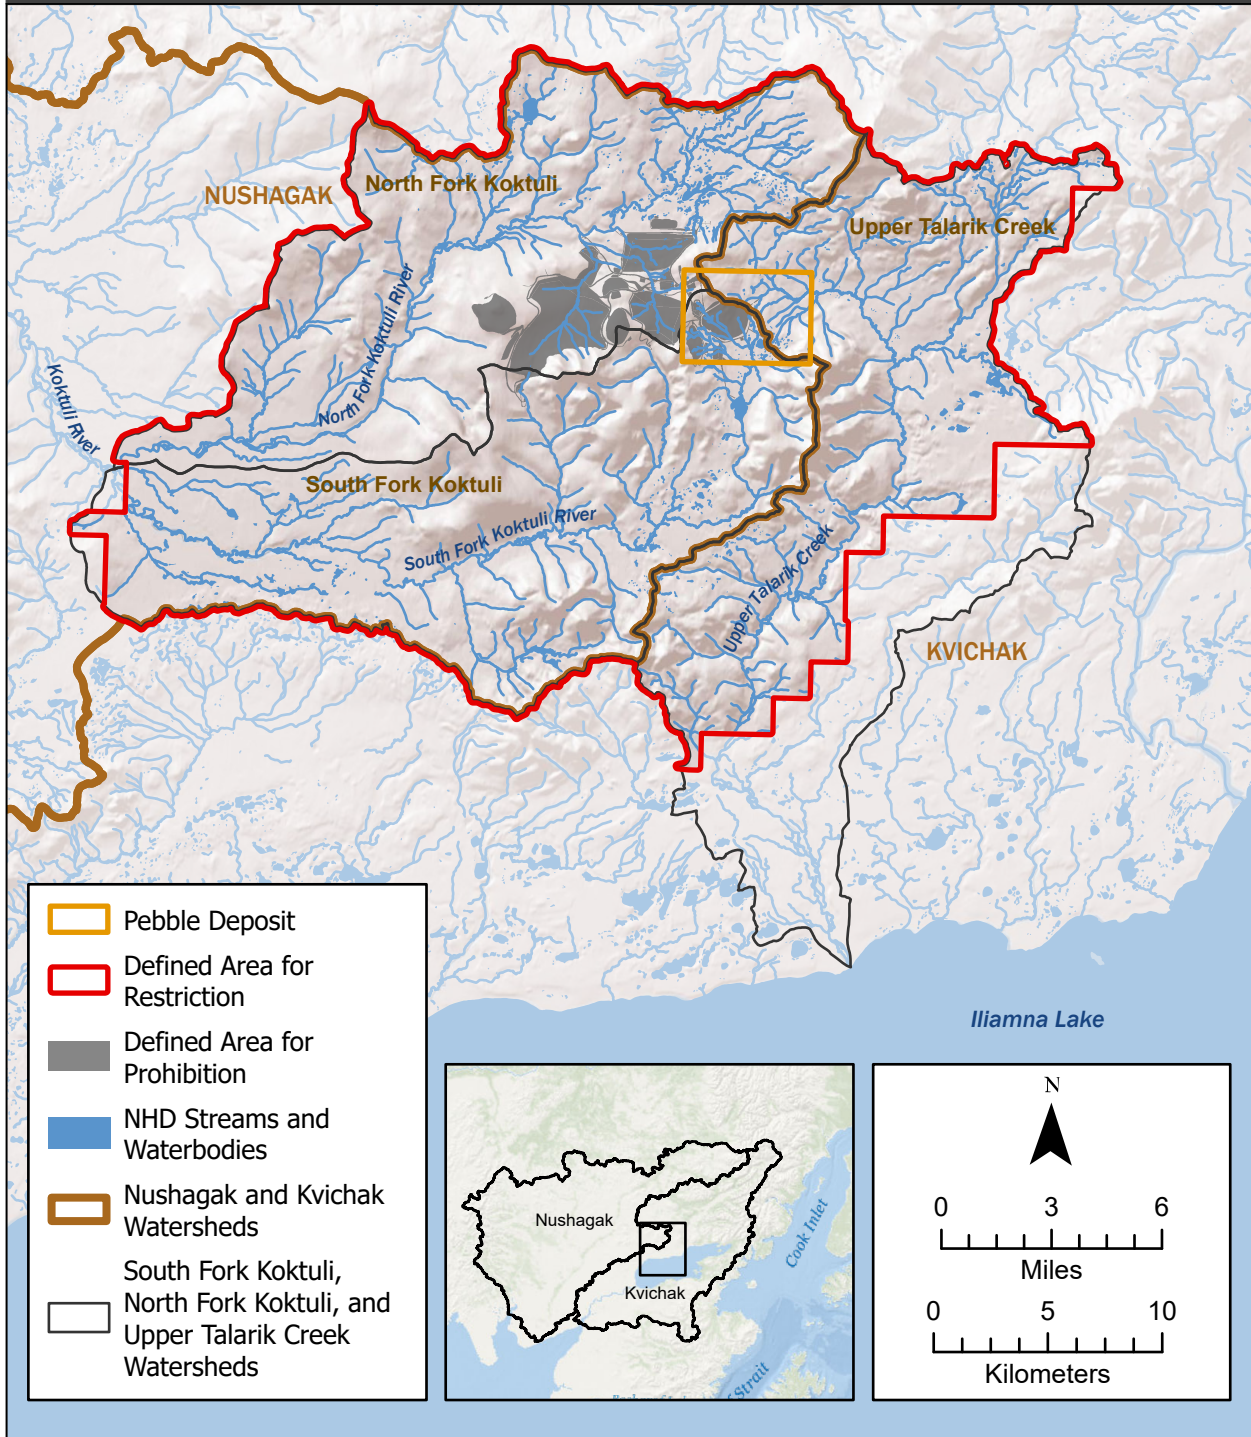 NUSHAGAK
North Fork Koktuli
Upper Talarik Creek
North Fork Koktuli River
Koktuli River
South Fork Koktuli
South Fork Koktuli River
Upper Talarik Creek
KVICHAK
Iliamna Lake
Pebble Deposit
Defined Area for
Restriction
Defined Area for
Prohibition
NHD Streams and
Waterbodies
Nushagak and Kvichak
Watersheds
South Fork Koktuli,
North Fork Koktuli, and
Upper Talarik Creek
Watersheds
Nushagak
Kvichak
Cook Inlet
Strait
N
0 3 6
Miles
0 5 10
Kilometers